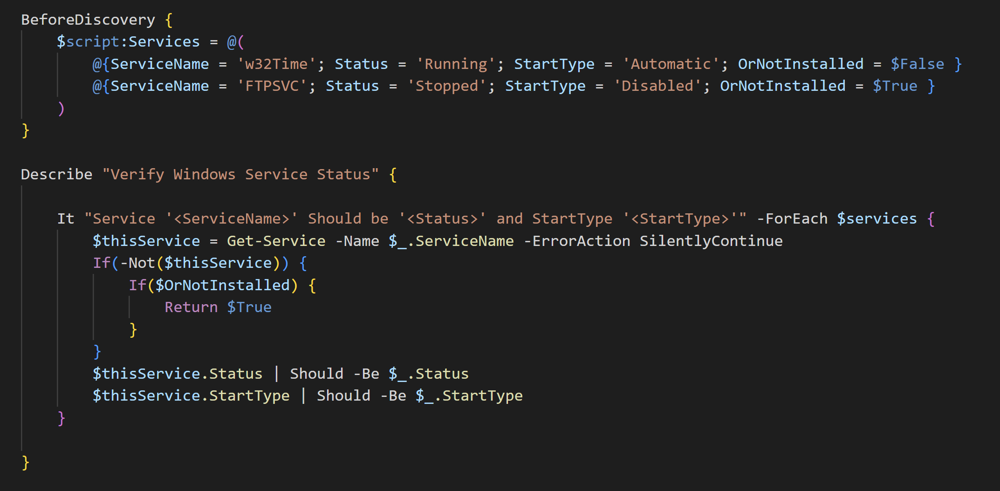 BeforeDiscovery {
    $script:Services = @(
        @{ServiceName = 'w32Time'; Status = 'Running'; StartType = 'Automatic'; OrNotInstalled = $False }
        @{ServiceName = 'FTPSVC'; Status = 'Stopped'; StartType = 'Disabled'; OrNotInstalled = $True }
    )
}
Describe "Verify Windows Service Status" {
    It "Service '<ServiceName>' Should be '<Status>' and StartType '<StartType>'" -ForEach $services {
        $thisService = Get-Service -Name $_.ServiceName -ErrorAction SilentlyContinue
        If(-Not($thisService)) {
            If($OrNotInstalled) {
                Return $True
            }
        }
        $thisService.Status | Should -Be $_.Status
        $thisService.StartType | Should -Be $_.StartType
    }
}